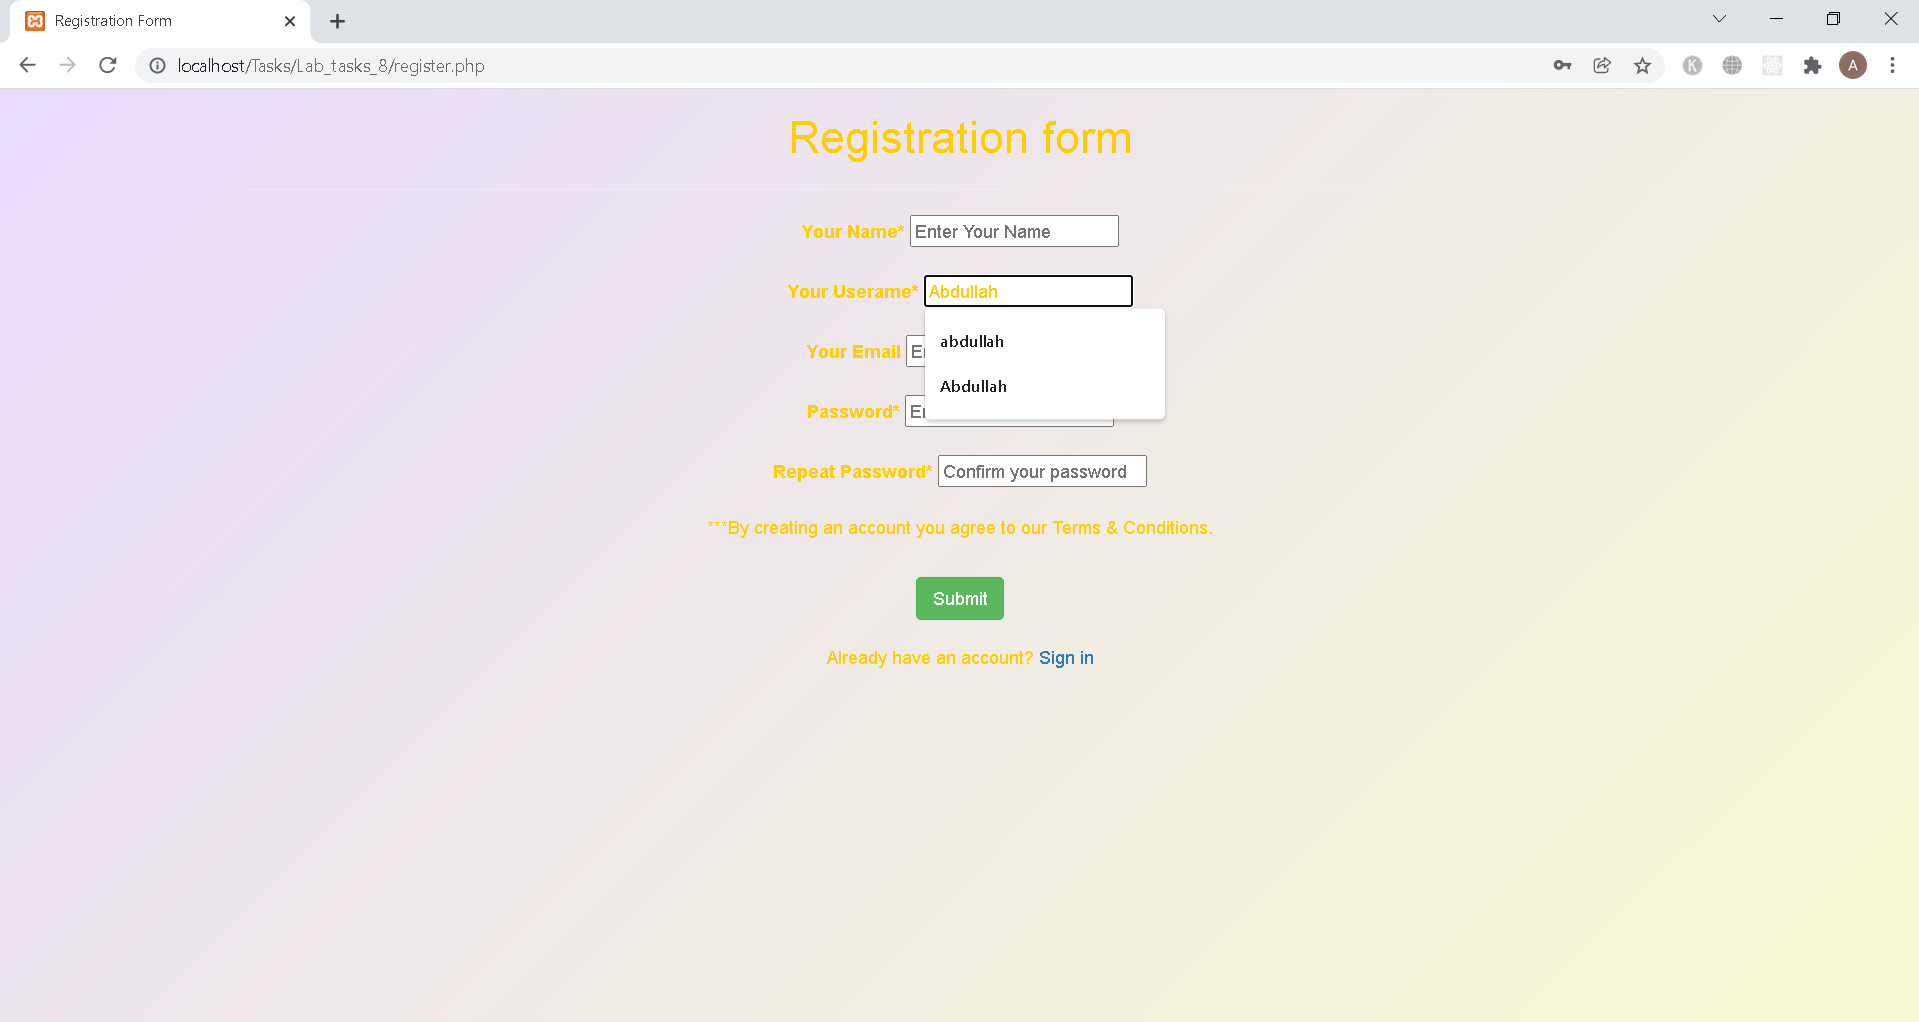 Registration Form
localhost/Tasks/Lab_tasks_8/register.php
K
A
Registration form
Your Name* Enter Your Name
Your Userame* Abdullah
abdullah
Abdullah
Your Email
Password*
Repeat Password* Confirm your password
***By creating an account you agree to our Terms & Conditions.
Submit
Already have an account? Sign in